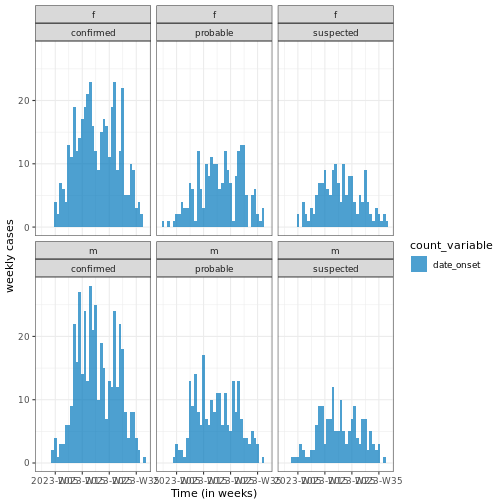 f f f
confirmed probable suspected
20
10
0
m m m
confirmed probable suspected
20
10
0
weekly cases
2023-W35
Time (in weeks)
count_variable
date_onset